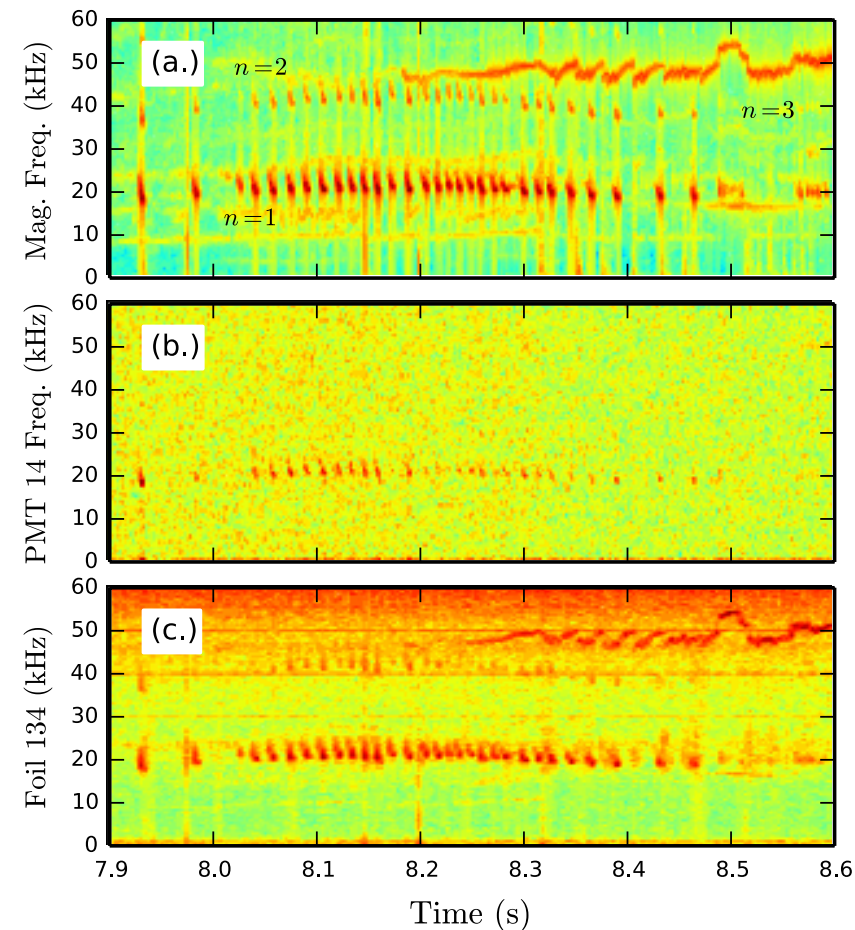 60
50
40
30
20
10
0
Mag. Freq. (kHz)
(a.)
n=2
n=3
n=1
60
50
40
30
20
10
0
PMT 14 Freq. (kHz)
(b.)
60
50
40
30
20
10
0
Foil 134 (kHz)
(c.)
7.9 8.0 8.1 8.2 8.3 8.4 8.5 8.6
Time (s)